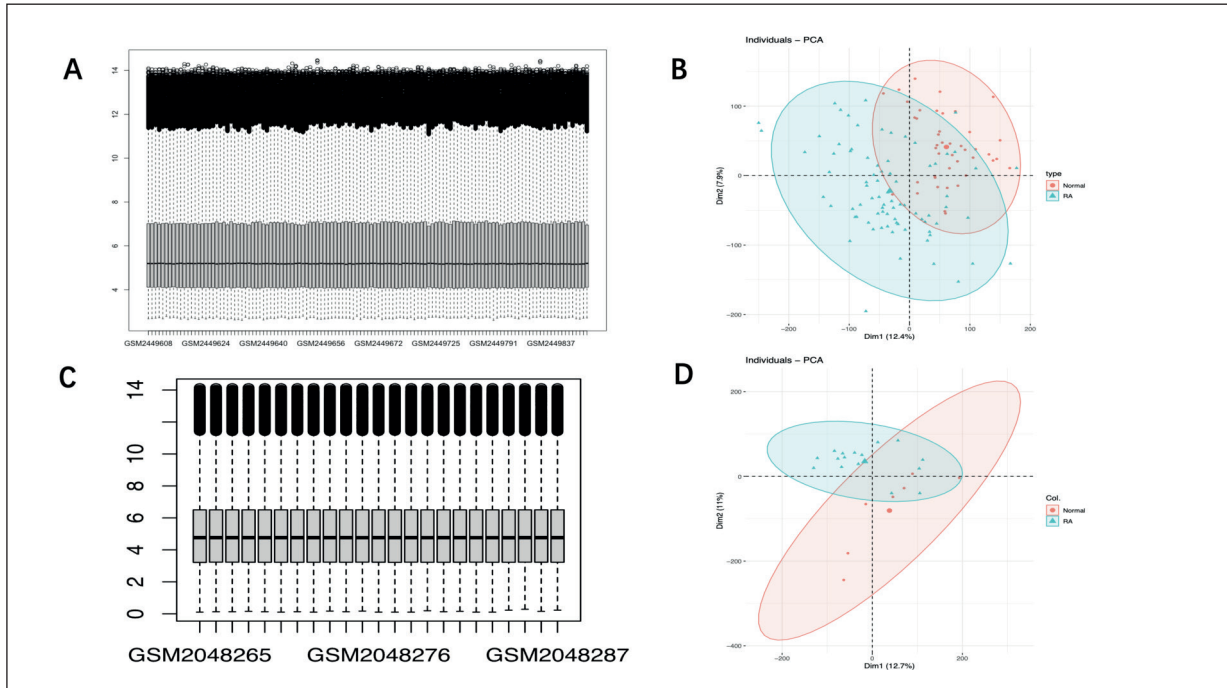 A
14
12
10
8
6
4
GSM2449608 GSM2449624 GSM2449640 GSM2449656 GSM2449672 GSM2449725 GSM2449791 GSM2449837
B
Individuals - PCA
100
0
-100
-200
Dim2 (7.9%)
-200 -100 0 100 200
Dim1 (12.4%)
type
Normal
RA
C
14
10
8
6
4
2
0
GSM2048265 GSM2048276 GSM2048287
D
Individuals - PCA
200
0
-200
-400
Dim2 (11%)
-200 0 200
Dim1 (12.7%)
Col.
Normal
RA